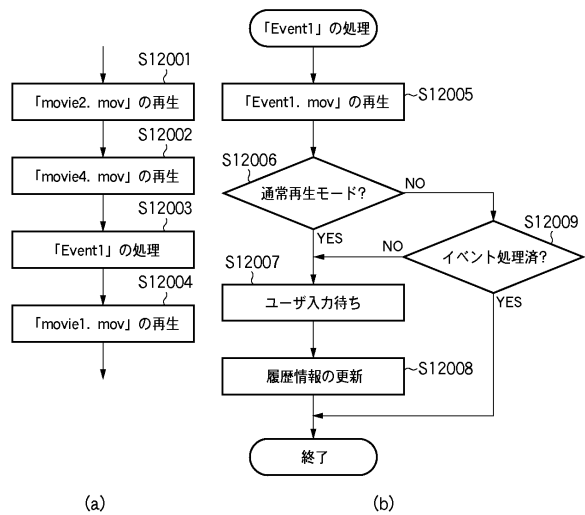 S12001
「movie2. mov」の再生
S12002
「movie4. mov」の再生
S12003
「Event1」の処理
S12004
「movie1. mov」の再生
(a)
「Event1」の処理
「Event1. mov」の再生
S12005
S12006
通常再生モード?
NO
YES
S12009
イベント処理済?
NO
YES
S12007
ユーザ入力待ち
履歴情報の更新
S12008
終了
(b)